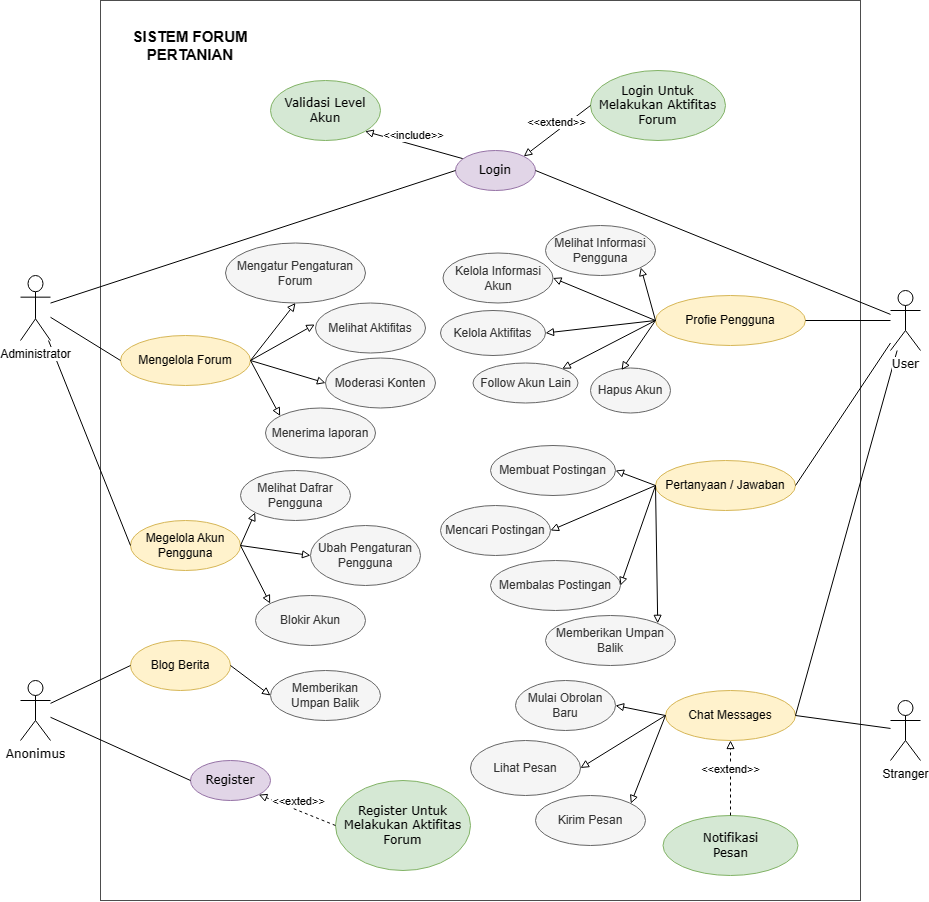 SISTEM FORUM
PERTANIAN
Validasi Level
Akun
Login Untuk
Melakukan Aktifitas
Forum
<<include>>
<<extend>>
Login
Mengatur Pengaturan
Forum
Melihat Aktifitas
Moderasi Konten
Menerima laporan
Mengelola Forum
Administrator
Melihat Informasi
Pengguna
Kelola Informasi
Akun
Kelola Aktifitas
Follow Akun Lain
Hapus Akun
Profie Pengguna
User
Melihat Dafrar
Pengguna
Megelola Akun
Pengguna
Ubah Pengaturan
Pengguna
Blokir Akun
Membuat Postingan
Pertanyaan / Jawaban
Mencari Postingan
Membalas Postingan
Memberikan Umpan
Balik
Blog Berita
Memberikan
Umpan Balik
Anonimus
Register
<<exted>>
Register Untuk
Melakukan Aktifitas
Forum
Mulai Obrolan
Baru
Chat Messages
Lihat Pesan
Kirim Pesan
<<extend>>
Notifikasi
Pesan
Stranger